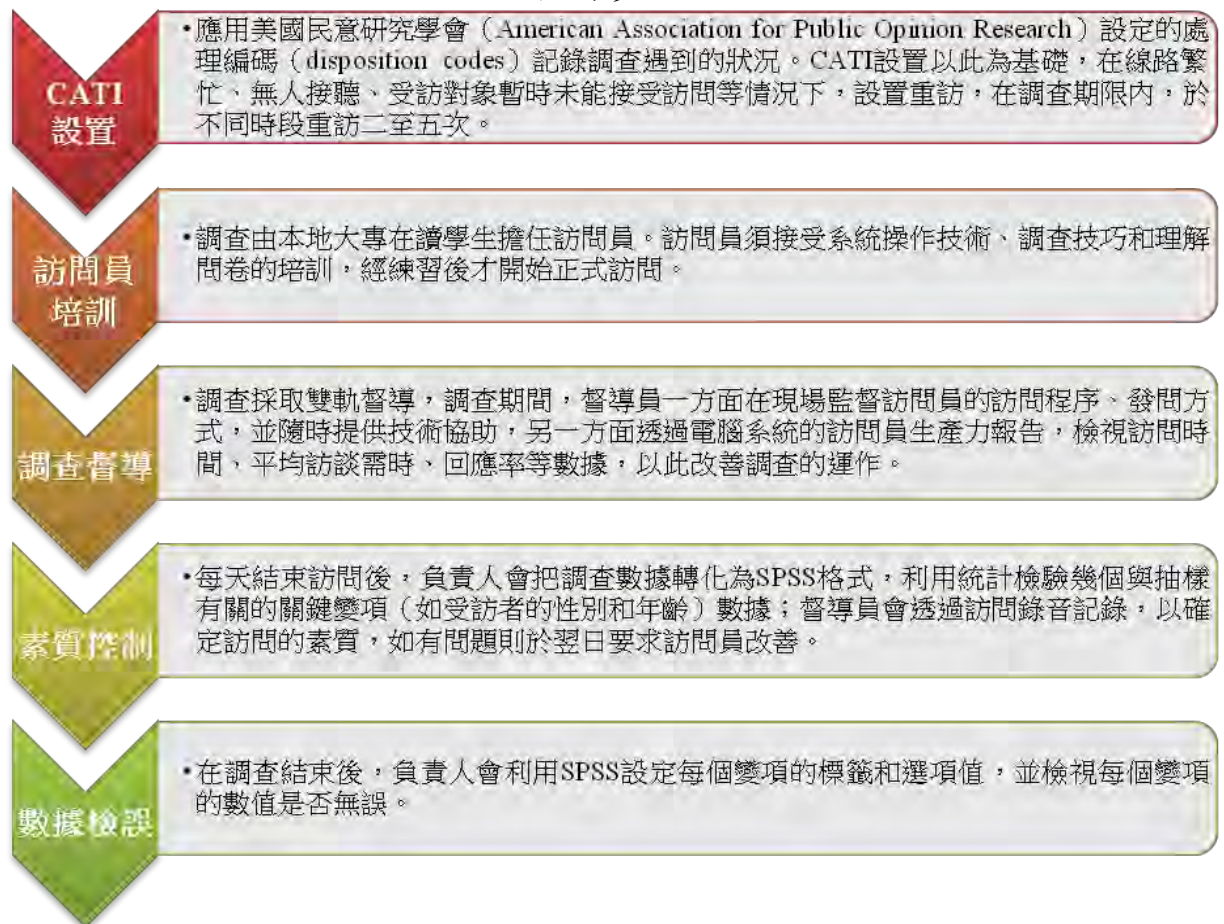 •應用美國民意研究學會（American Association for Public Opinion Research）設定的處
理編碼（disposition codes）記錄調查遇到的狀況。CATI設置以此為基礎，在線路繁
忙、無人接聽、受訪對象暫時未能接受訪問等情況下，設置重訪，在調查期限內，於
不同時段重訪二至五次。
CATI
設置
•調查由本地大專在讀學生擔任訪問員。訪問員須接受系統操作技術、調查技巧和理解
問卷的培訓，經練習後才開始正式訪問。
訪問員
培訓
•調查採取雙軌督導，調查期間，督導員一方面在現場監督訪問員的訪問程序、發問方
式，並隨時提供技術協助，另一方面透過電腦系統的訪問員生產力報告，檢視訪問時
間、平均訪談需時、回應率等數據，以此改善調查的運作。
調查督導
•每天結束訪問後，負責人會把調查數據轉化為SPSS格式，利用統計檢驗幾個與抽樣
有關的關鍵變項（如受訪者的性別和年齡）數據；督導員會透過訪問錄音記錄，以確
定訪問的素質，如有問題則於翌日要求訪問員改善。
素質控制
•在調查結束後，負責人會利用SPSS設定每個變項的標籤和選項值，並檢視每個變項
的數值是否無誤。
數據檢誤